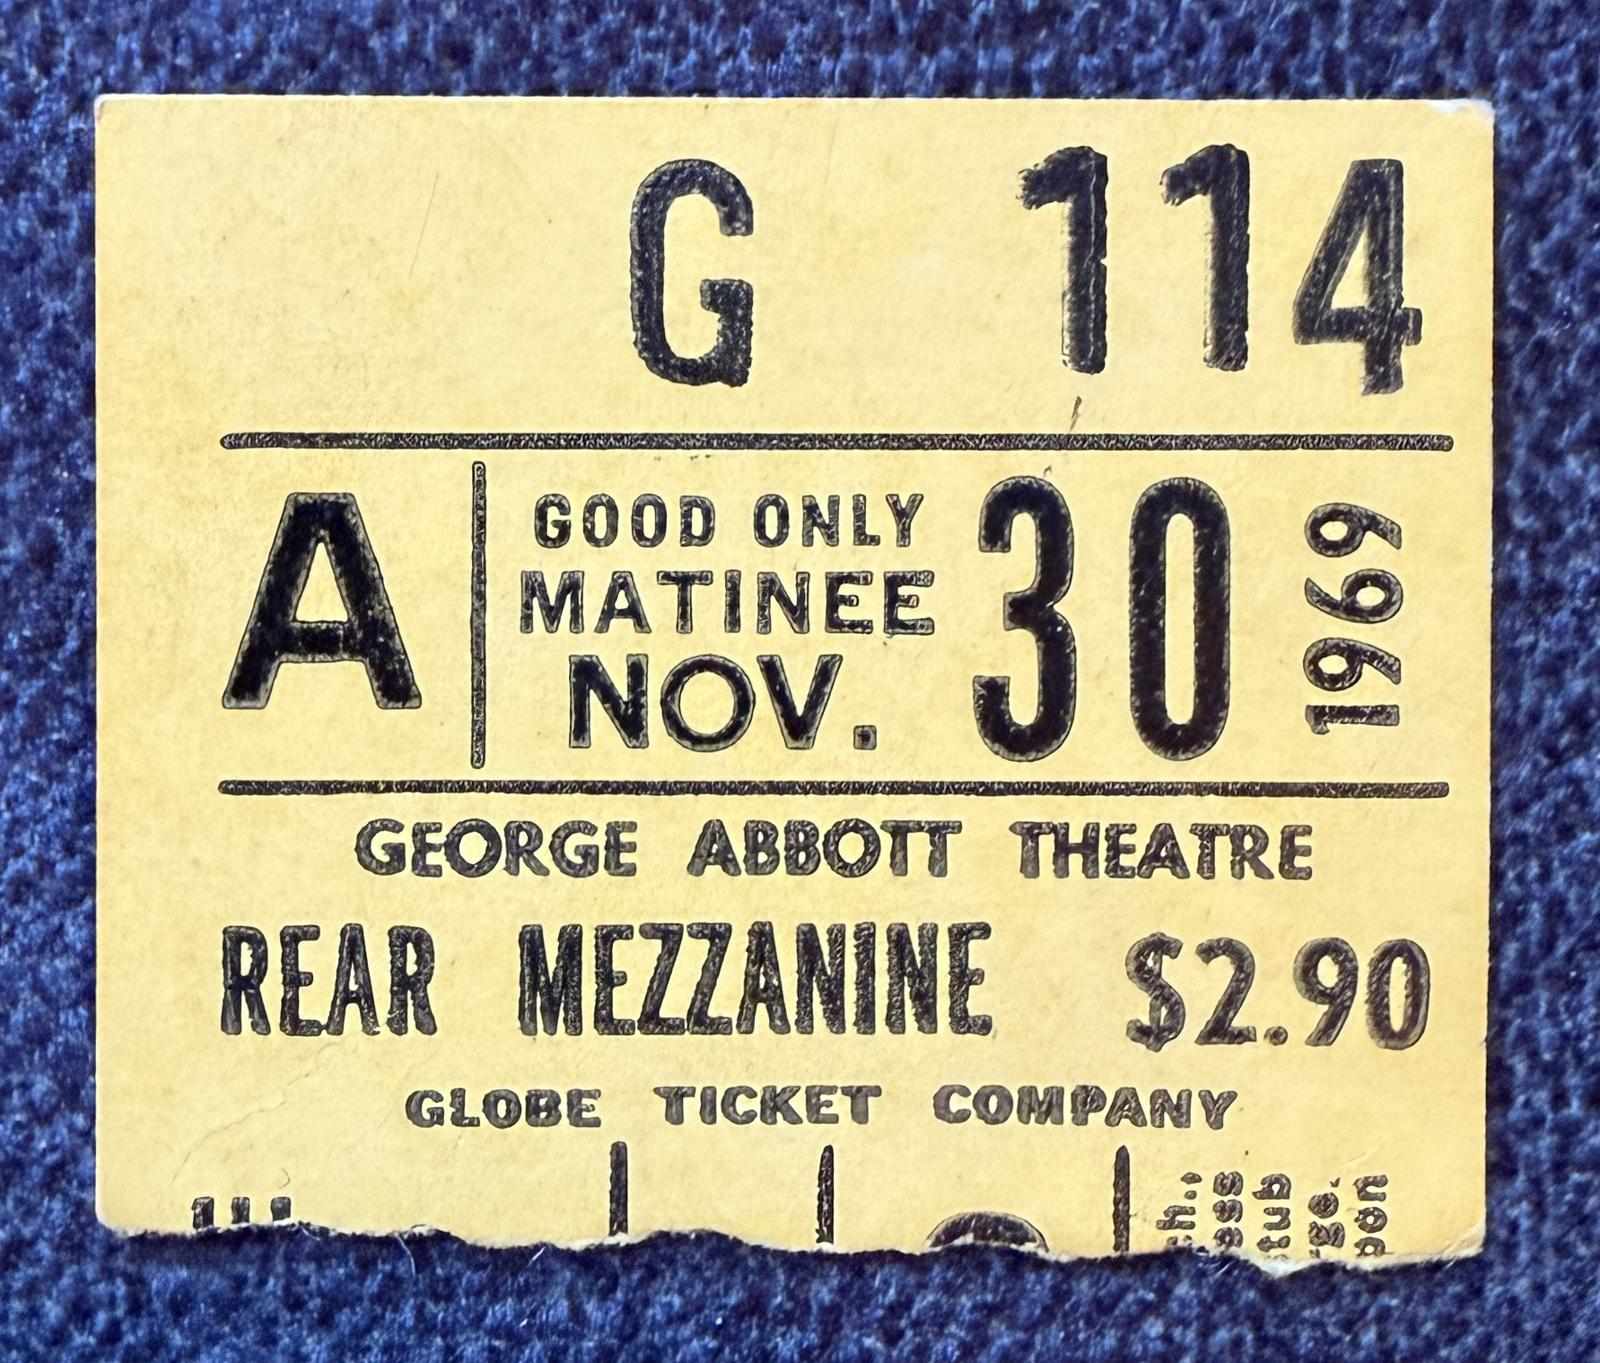 G 114
A
GOOD ONLY
MATINEE
NOV. 30 1969
GEORGE ABBOTT THEATRE
REAR MEZZANINE $2.90
GLOBE TICKET COMPANY